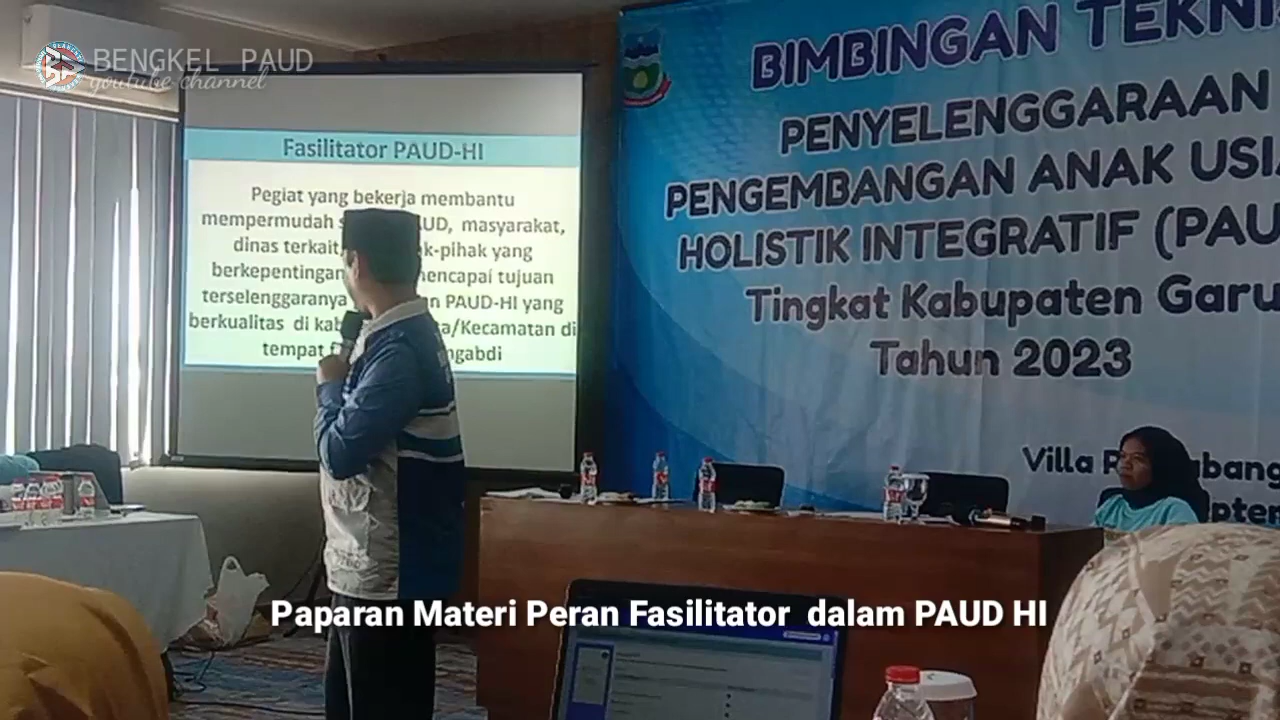 BENGKEL PAUD
youtube channel
Fasilitator PAUD-HI
Pegiat yang bekerja membantu
mempermudah AUD, masyarakat,
dinas terkait, k-pihak yang
berkepentingan mencapai tujuan
terselenggaranya n PAUD-HI yang
berkualitas di kab a/Kecamatan di
tempat ngabdi
BIMBINGAN TEKNI
PENYELENGGARAAN
PENGEMBANGAN ANAK USIA
HOLISTIK INTEGRATIF (PAU
Tingkat Kabupaten Garu
Tahun 2023
Villa
Paparan Materi Peran Fasilitator dalam PAUD HI